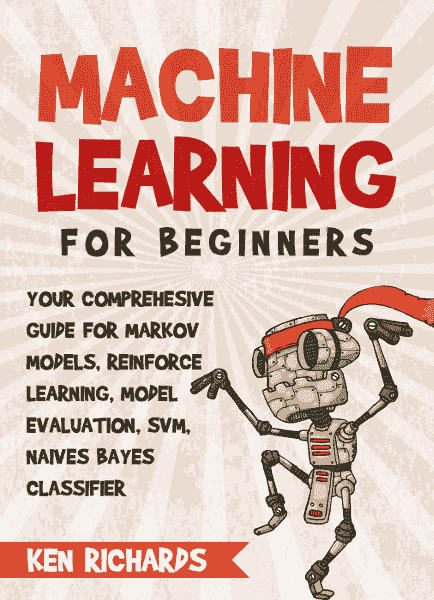 MACHINE
LEARNING
FOR BEGINNERS
YOUR COMPREHESIVE
GUIDE FOR MARKOV
MODELS, REINFORCE
LEARNING, MODEL
EVALUATION, SVM,
NAIVES BAYES
CLASSIFIER
KEN RICHARDS